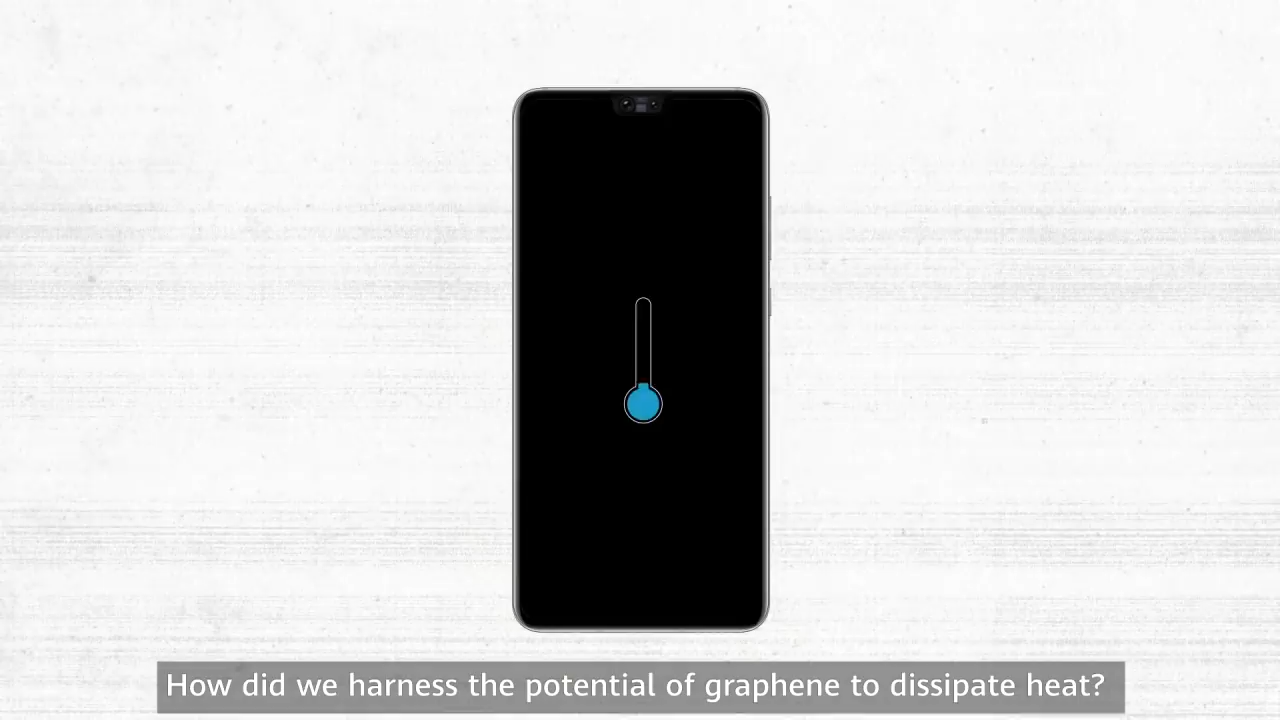 How did we harness the potential of graphene to dissipate heat?